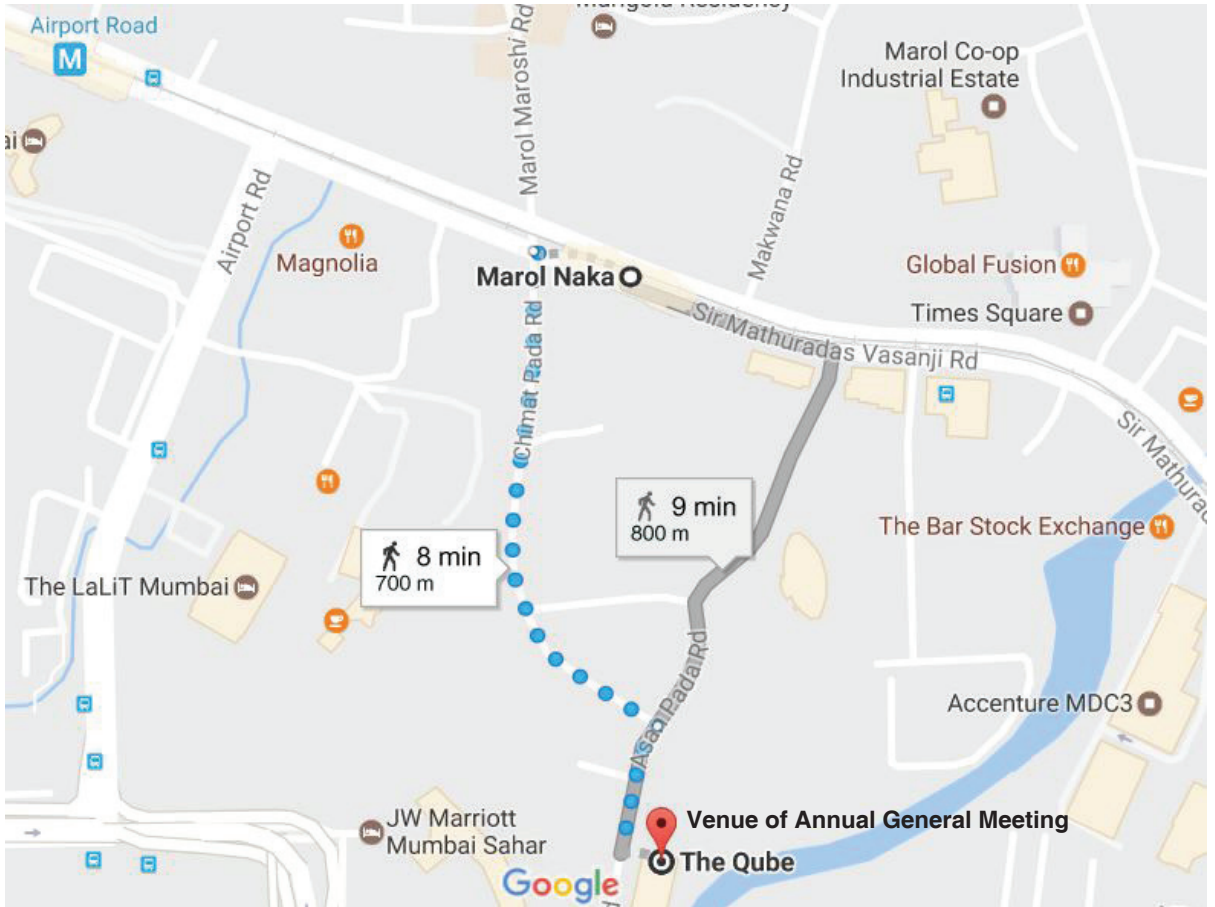 Airport Road
M
Marol Maroshi Rd
Marol Co-op
Industrial Estate
ai
Airport Rd
Makwana Rd
Magnolia
Marol Naka
Global Fusion
Times Square
Sir Mathuradas Vasanji Rd
Chimat Pada Rd
9 min
800 m
The Bar Stock Exchange
8 min
700 m
The LaLiT Mumbai
Asan Pada Rd
Accenture MDC3
JW Marriott
Mumbai Sahar
Venue of Annual General Meeting
The Qube
Google